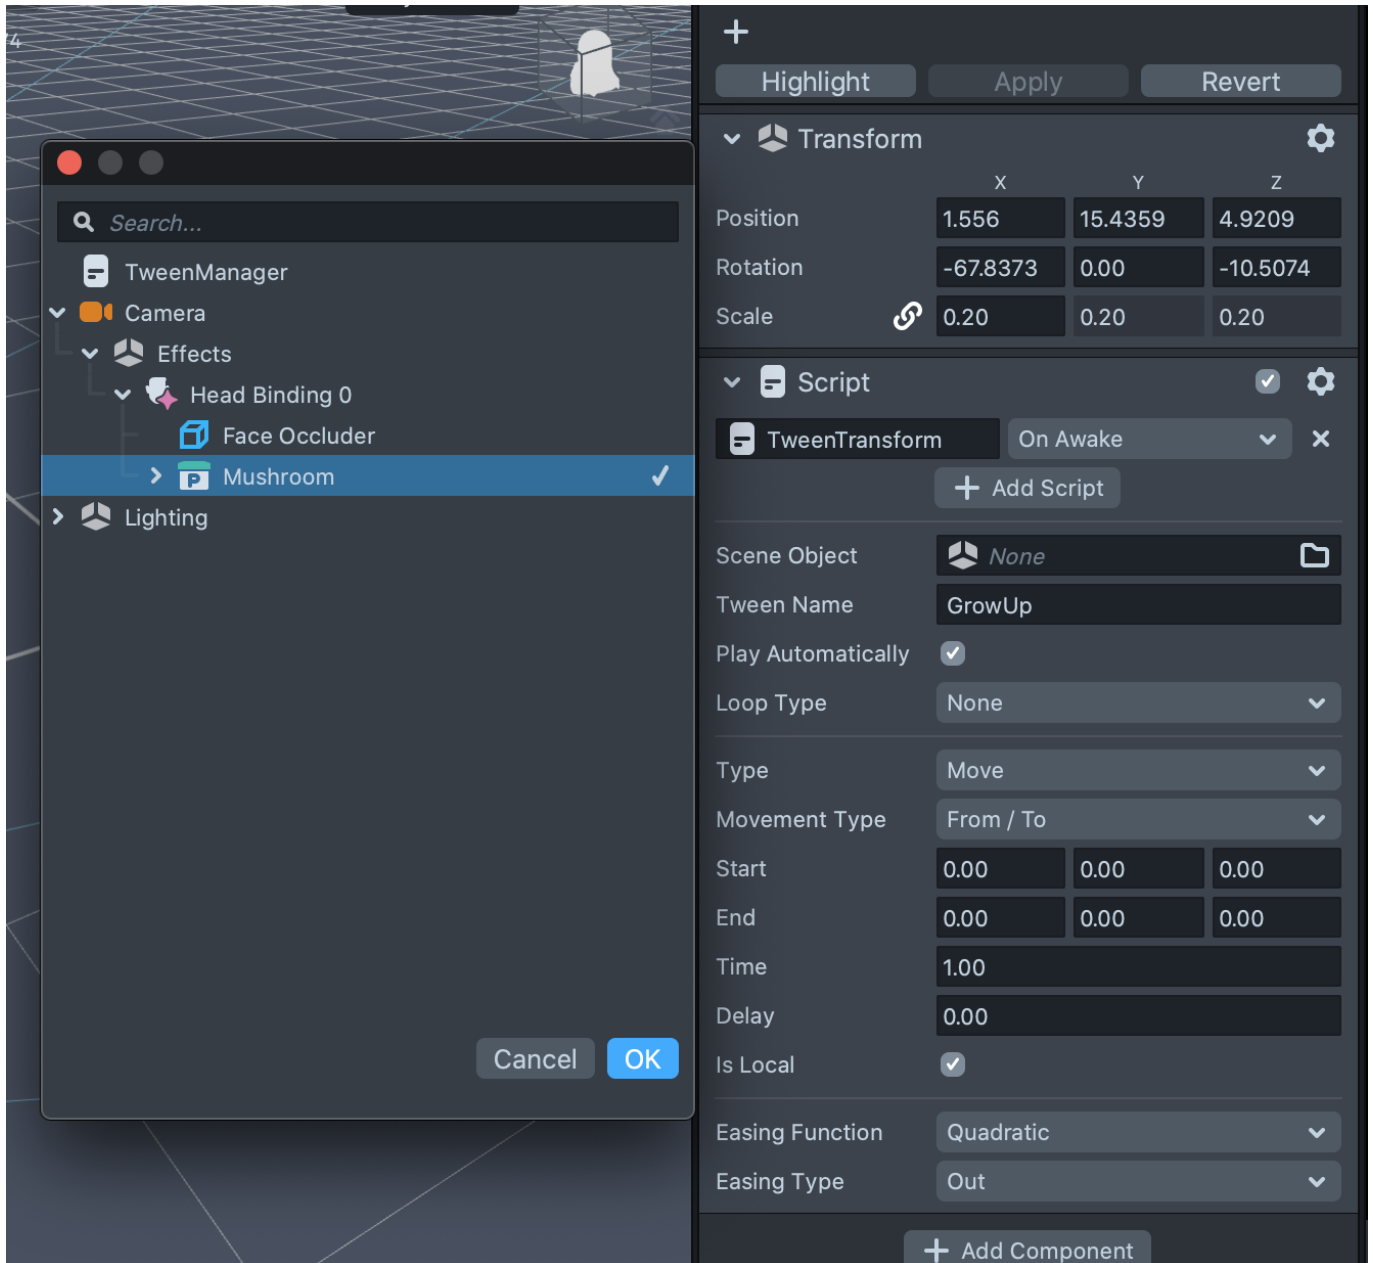 Search...
TweenManager
Camera
Effects
Head Binding 0
Face Occluder
P Mushroom
Lighting
Cancel OK
Highlight Apply Revert
Transform
X Y Z
Position 1.556 15.4359 4.9209
Rotation -67.8373 0.00 -10.5074
Scale 0.20 0.20 0.20
Script
TweenTransform On Awake
Add Script
Scene Object None
Tween Name GrowUp
Play Automatically
Loop Type None
Type Move
Movement Type From / To
Start 0.00 0.00 0.00
End 0.00 0.00 0.00
Time 1.00
Delay 0.00
Is Local
Easing Function Quadratic
Easing Type Out
Add Component